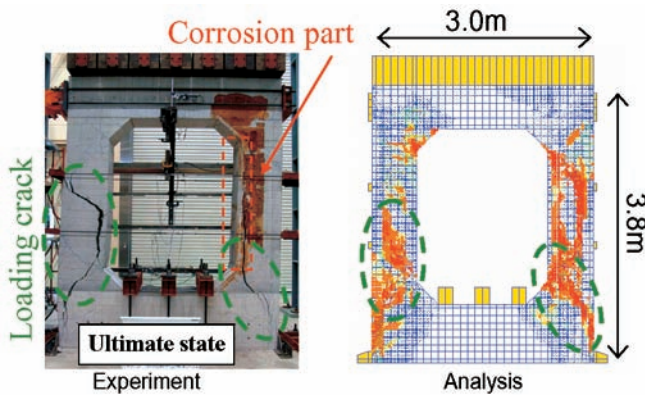 Corrosion part
3.0m
Loading crack
3.8m
Ultimate state
Experiment
Analysis